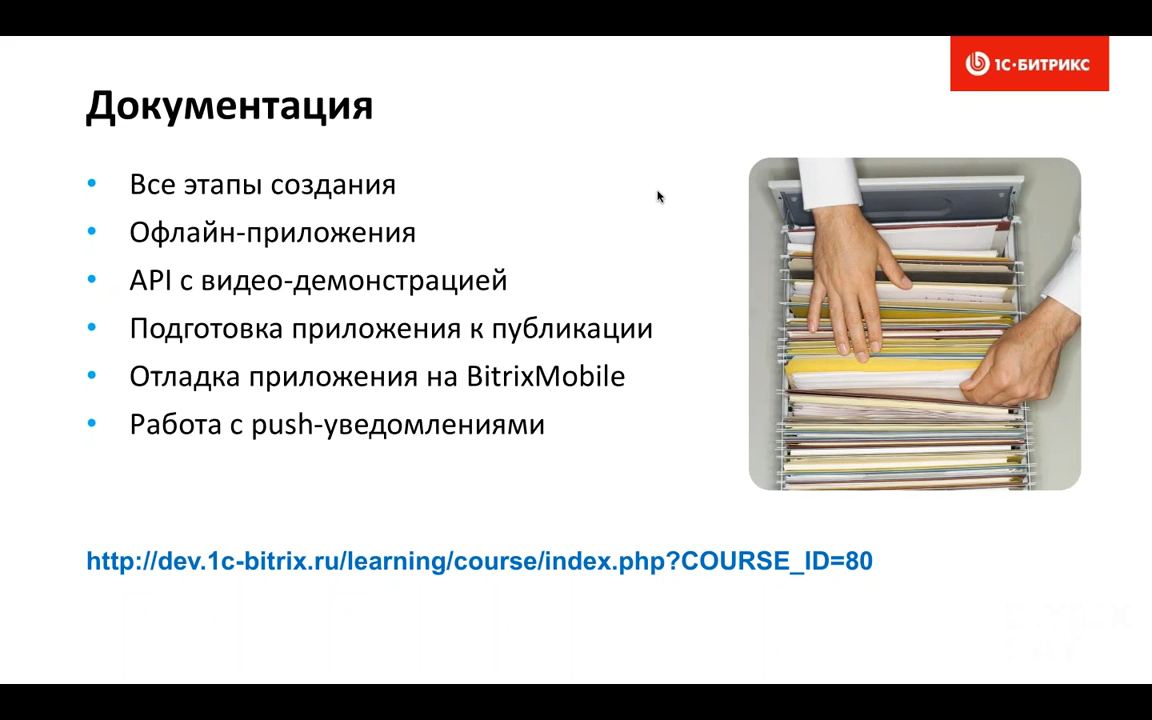 1С·БИТРИКС
Документация
• Все этапы создания
• Офлайн-приложения
• API с видео-демонстрацией
• Подготовка приложения к публикации
• Отладка приложения на BitrixMobile
• Работа с push-уведомлениями
http://dev.1c-bitrix.ru/learning/course/index.php?COURSE_ID=80